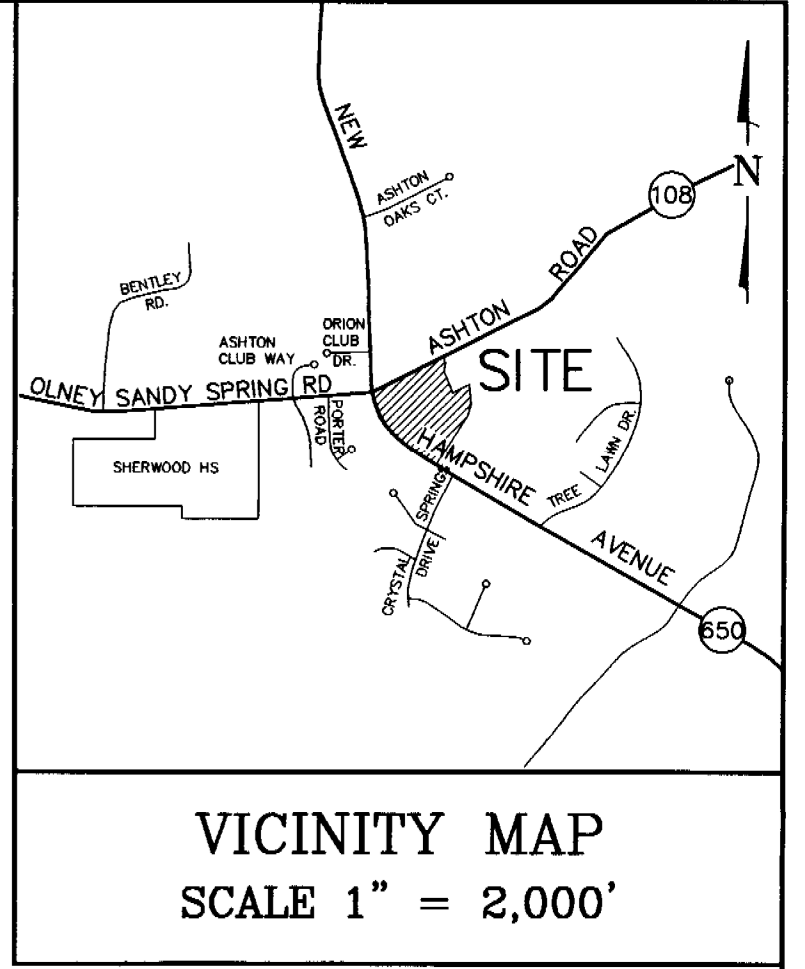 NEW
ASHTON
OAKS CT.
108
N
BENTLEY
RD.
ROAD
ORION
CLUB
DR.
ASHTON
CLUB WAY
ASHTON
SITE
OLNEY SANDY SPRING RD
PORTER
ROAD
SHERWOOD HS
HAMPSHIRE
LAWN DR.
TREE
SPRING
AVENUE
CRYSTAL
DRIVE
650
VICINITY MAP
SCALE 1" = 2,000'